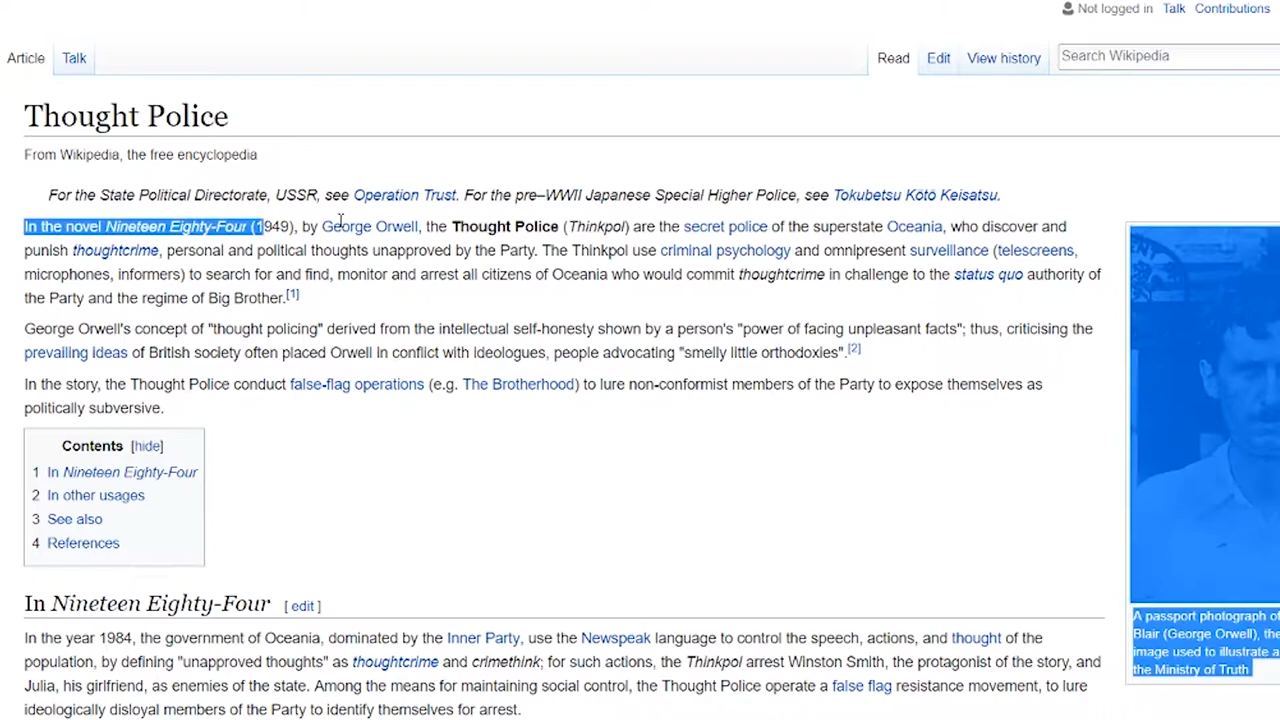 Not logged in Talk Contributions
Article Talk Read Edit View history Search Wikipedia
Thought Police
From Wikipedia, the free encyclopedia
For the State Political Directorate, USSR, see Operation Trust. For the pre–WWII Japanese Special Higher Police, see Tokubetsu Kōtō Keisatsu.
In the novel Nineteen Eighty-Four (1949), by George Orwell, the Thought Police (Thinkpol) are the secret police of the superstate Oceania, who discover and
punish thoughtcrime, personal and political thoughts unapproved by the Party. The Thinkpol use criminal psychology and omnipresent surveillance (telescreens,
microphones, informers) to search for and find, monitor and arrest all citizens of Oceania who would commit thoughtcrime in challenge to the status quo authority of
the Party and the regime of Big Brother.[1]
George Orwell's concept of "thought policing" derived from the intellectual self-honesty shown by a person's "power of facing unpleasant facts"; thus, criticising the
prevailing ideas of British society often placed Orwell in conflict with ideologues, people advocating "smelly little orthodoxies".[2]
In the story, the Thought Police conduct false-flag operations (e.g. The Brotherhood) to lure non-conformist members of the Party to expose themselves as
politically subversive.
Contents [hide]
1 In Nineteen Eighty-Four
2 In other usages
3 See also
4 References
In Nineteen Eighty-Four [ edit ]
In the year 1984, the government of Oceania, dominated by the Inner Party, use the Newspeak language to control the speech, actions, and thought of the
population, by defining "unapproved thoughts" as thoughtcrime and crimethink; for such actions, the Thinkpol arrest Winston Smith, the protagonist of the story, and
Julia, his girlfriend, as enemies of the state. Among the means for maintaining social control, the Thought Police operate a false flag resistance movement, to lure
ideologically disloyal members of the Party to identify themselves for arrest.
A passport photograph of
Blair (George Orwell), the
image used to illustrate a
the Ministry of Truth